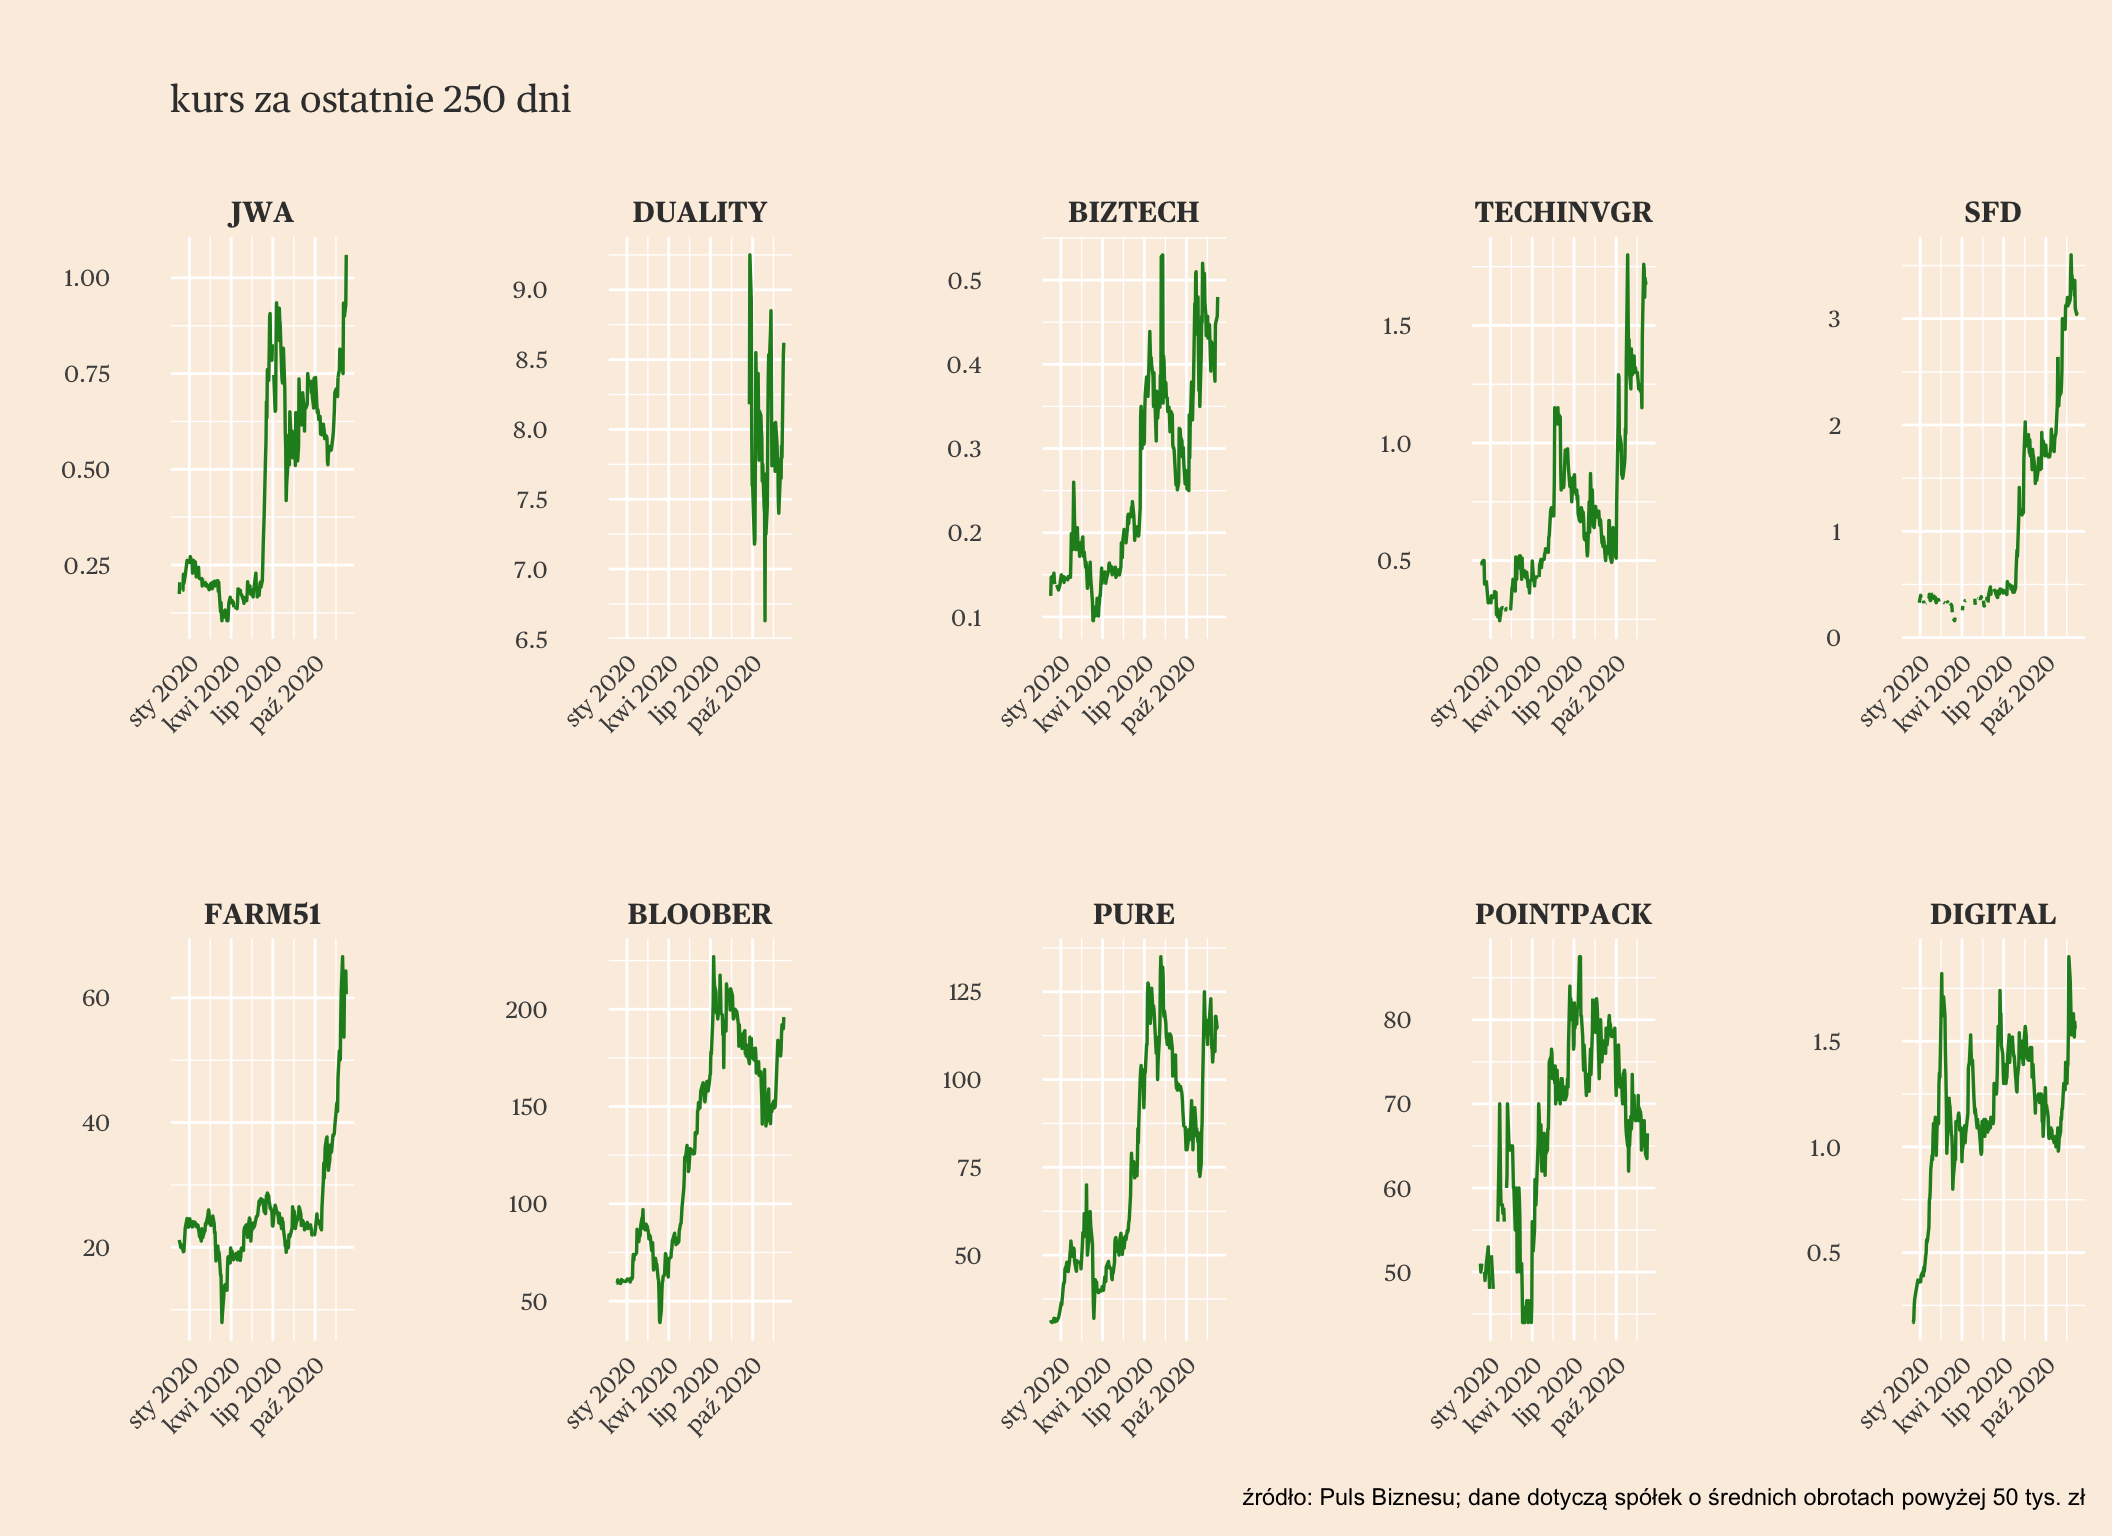 kurs za ostatnie 250 dni
JWA
1.00
0.75
0.50
0.25
sty 2020
kwi 2020
lip 2020
paź 2020
DUALITY
9.0
8.5
8.0
7.5
7.0
6.5
sty 2020
kwi 2020
lip 2020
paź 2020
BIZTECH
0.5
0.4
0.3
0.2
0.1
sty 2020
kwi 2020
lip 2020
paź 2020
TECHINVGR
1.5
1.0
0.5
sty 2020
kwi 2020
lip 2020
paź 2020
SFD
3
2
1
0
sty 2020
kwi 2020
lip 2020
paź 2020
FARM51
60
40
20
sty 2020
kwi 2020
lip 2020
paź 2020
BLOOBER
200
150
100
50
sty 2020
kwi 2020
lip 2020
paź 2020
PURE
125
100
75
50
sty 2020
kwi 2020
lip 2020
paź 2020
POINTPACK
80
70
60
50
sty 2020
kwi 2020
lip 2020
paź 2020
DIGITAL
1.5
1.0
0.5
sty 2020
kwi 2020
lip 2020
paź 2020
źródło: Puls Biznesu; dane dotyczą spółek o średnich obrotach powyżej 50 tys. zł